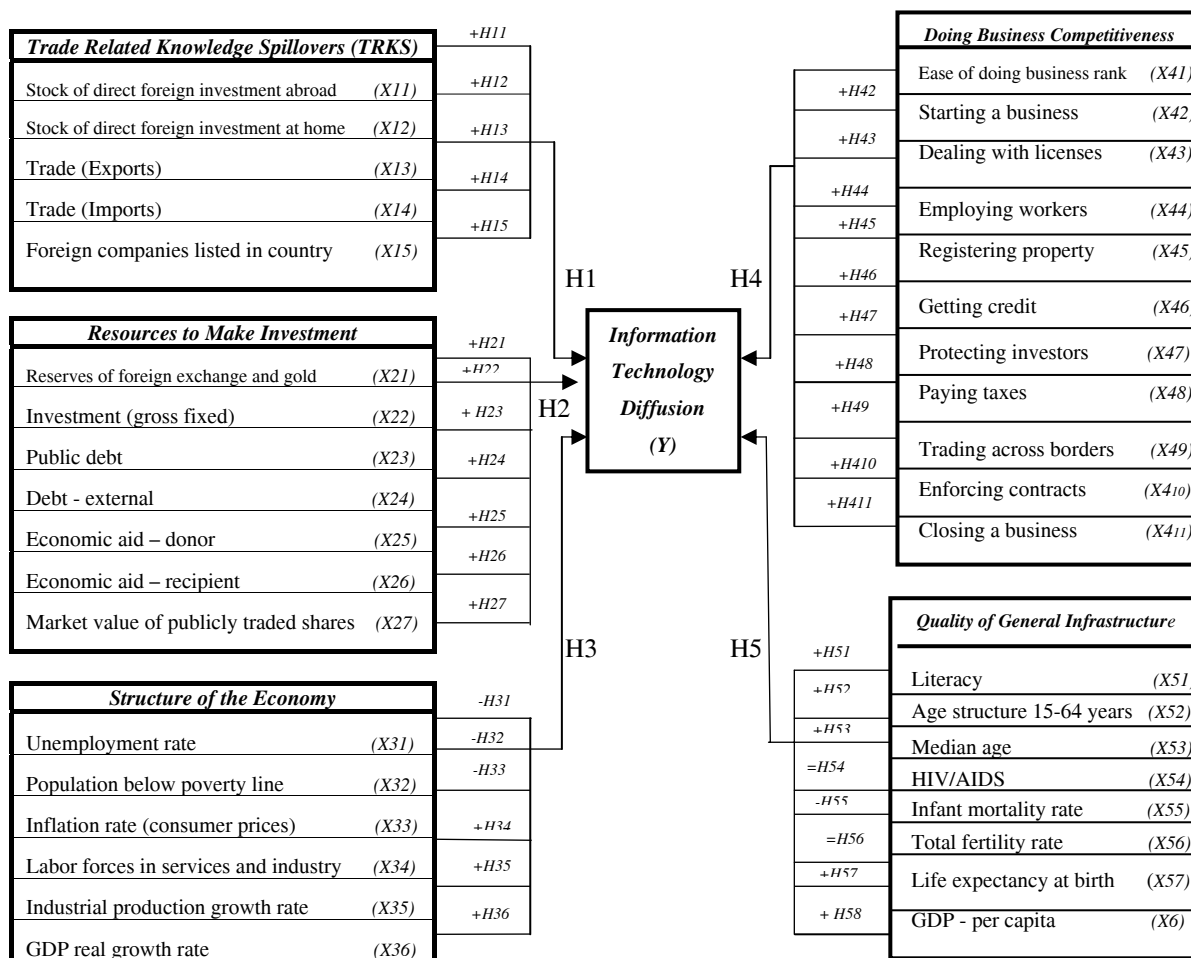 Trade Related Knowledge Spillovers (TRKS)
Stock of direct foreign investment abroad (X11)
Stock of direct foreign investment at home (X12)
Trade (Exports) (X13)
Trade (Imports) (X14)
Foreign companies listed in country (X15)
+H11
+H12
+H13
+H14
+H15
H1
Resources to Make Investment
Reserves of foreign exchange and gold (X21)
Investment (gross fixed) (X22)
Public debt (X23)
Debt - external (X24)
Economic aid – donor (X25)
Economic aid – recipient (X26)
Market value of publicly traded shares (X27)
+H21
+H22
+ H23
+H24
+H25
+H26
+H27
H2
Structure of the Economy
Unemployment rate (X31)
Population below poverty line (X32)
Inflation rate (consumer prices) (X33)
Labor forces in services and industry (X34)
Industrial production growth rate (X35)
GDP real growth rate (X36)
-H31
-H32
-H33
+H34
+H35
+H36
H3
Information
Technology
Diffusion
(Y)
H4
+H42
+H43
+H44
+H45
+H46
+H47
+H48
+H49
+H410
+H411
Doing Business Competitiveness
Ease of doing business rank (X41)
Starting a business (X42)
Dealing with licenses (X43)
Employing workers (X44)
Registering property (X45)
Getting credit (X46)
Protecting investors (X47)
Paying taxes (X48)
Trading across borders (X49)
Enforcing contracts (X410)
Closing a business (X411)
H5
+H51
+H52
+H53
=H54
-H55
=H56
+H57
+ H58
Quality of General Infrastructure
Literacy (X51)
Age structure 15-64 years (X52)
Median age (X53)
HIV/AIDS (X54)
Infant mortality rate (X55)
Total fertility rate (X56)
Life expectancy at birth (X57)
GDP - per capita (X6)